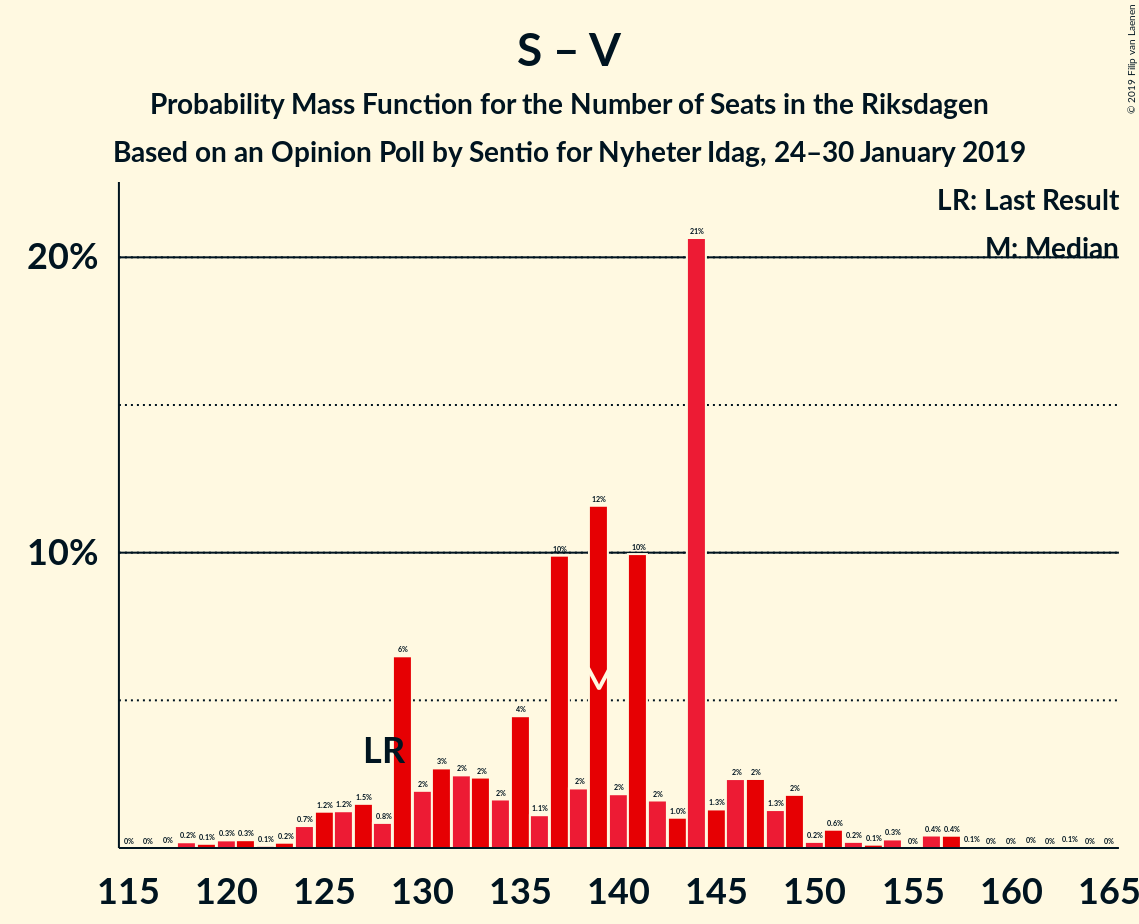 S – V
Probability Mass Function for the Number of Seats in the Riksdagen
Based on an Opinion Poll by Sentio for Nyheter Idag, 24–30 January 2019
© 2019 Filip van Laenen
LR: Last Result
M: Median
20%
10%
0% 0% 0% 0.2% 0.1% 0.3% 0.3% 0.1% 0.2% 0.7% 1.2% 1.2% 1.5% 0.8% 6% 2% 3% 2% 2% 2% 4% 1.1% 10% 2% 12% 2% 10% 2% 1.0% 21% 1.3% 2% 2% 1.3% 2% 0.2% 0.6% 0.2% 0.1% 0.3% 0% 0.4% 0.4% 0.1% 0% 0% 0% 0% 0.1% 0% 0%
LR
115 120 125 130 135 140 145 150 155 160 165